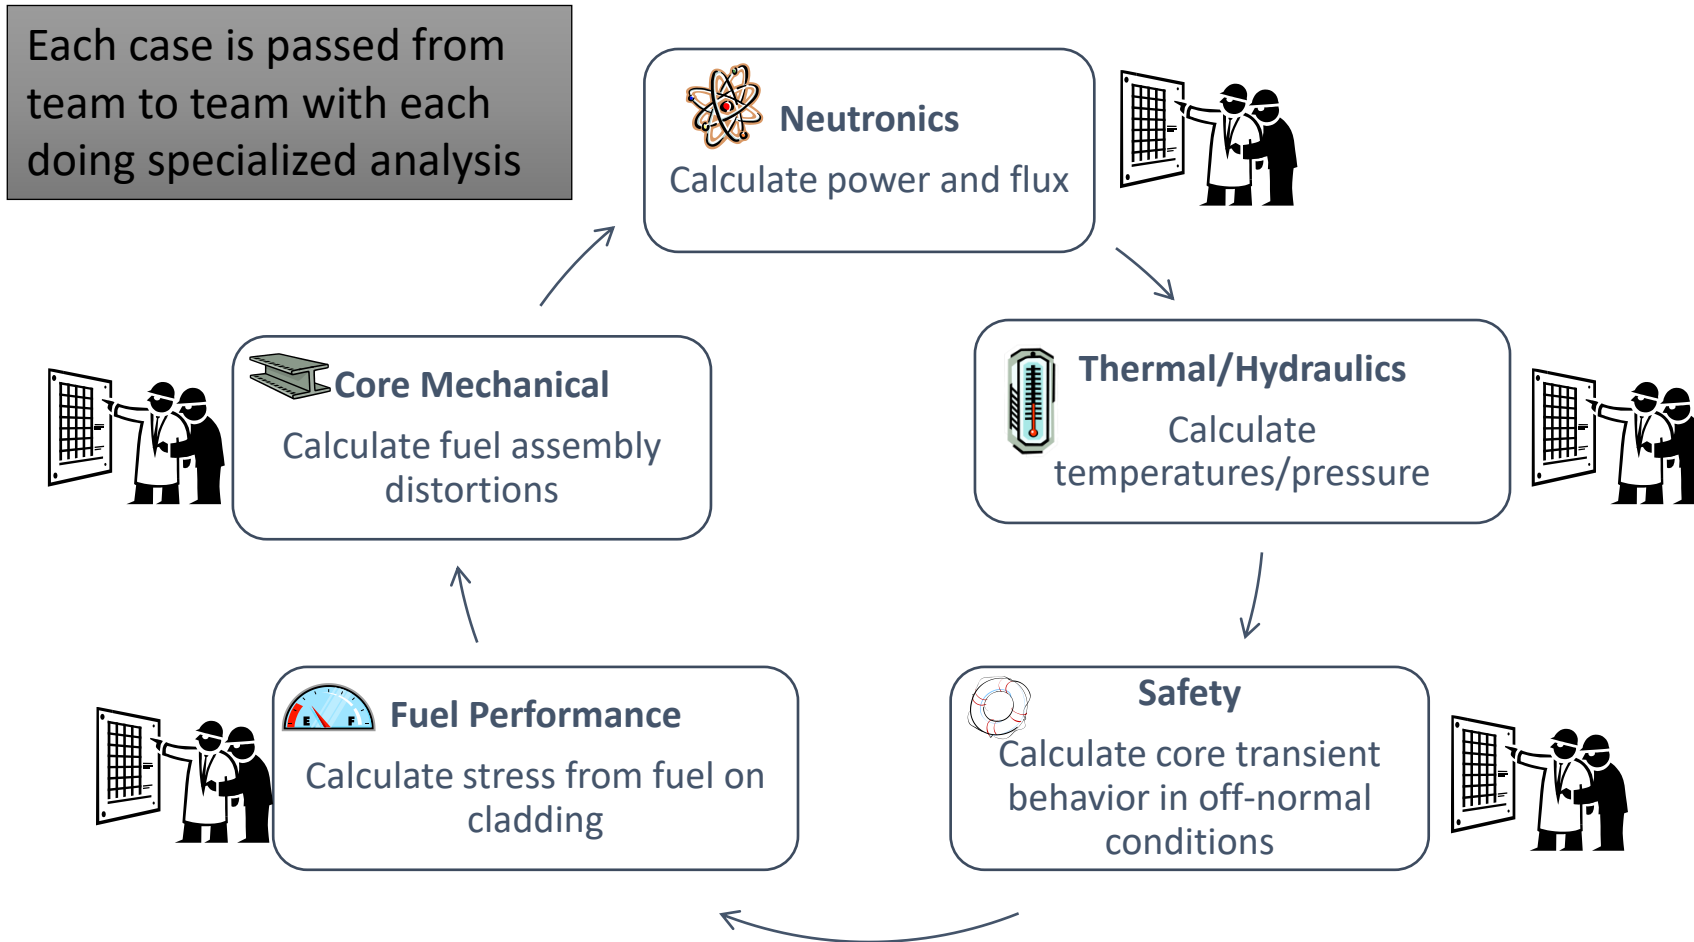 Each case is passed from
team to team with each
doing specialized analysis
Neutronics
Calculate power and flux
Thermal/Hydraulics
Calculate
temperatures/pressure
Safety
Calculate core transient
behavior in off-normal
conditions
E F
Fuel Performance
Calculate stress from fuel on
cladding
Core Mechanical
Calculate fuel assembly
distortions